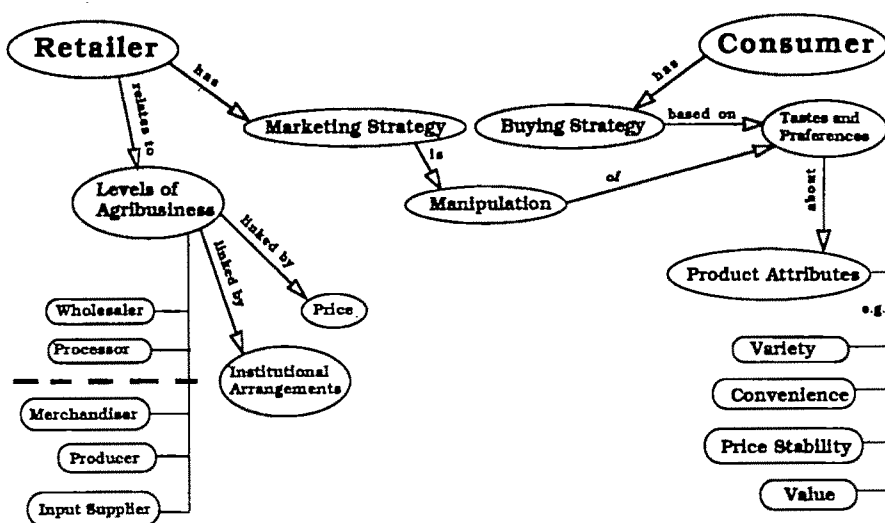 Retailer
Consumer
has
has
relates to
Marketing Strategy
Buying Strategy
based on
Tastes and
Preferences
is
of
about
Levels of
Agribusiness
Manipulation
linked by
linked by
Product Attributes
e.g.
Wholesaler
Price
Processor
Institutional
Arrangements
Variety
Merchandiser
Convenience
Producer
Price Stability
Input Supplier
Value